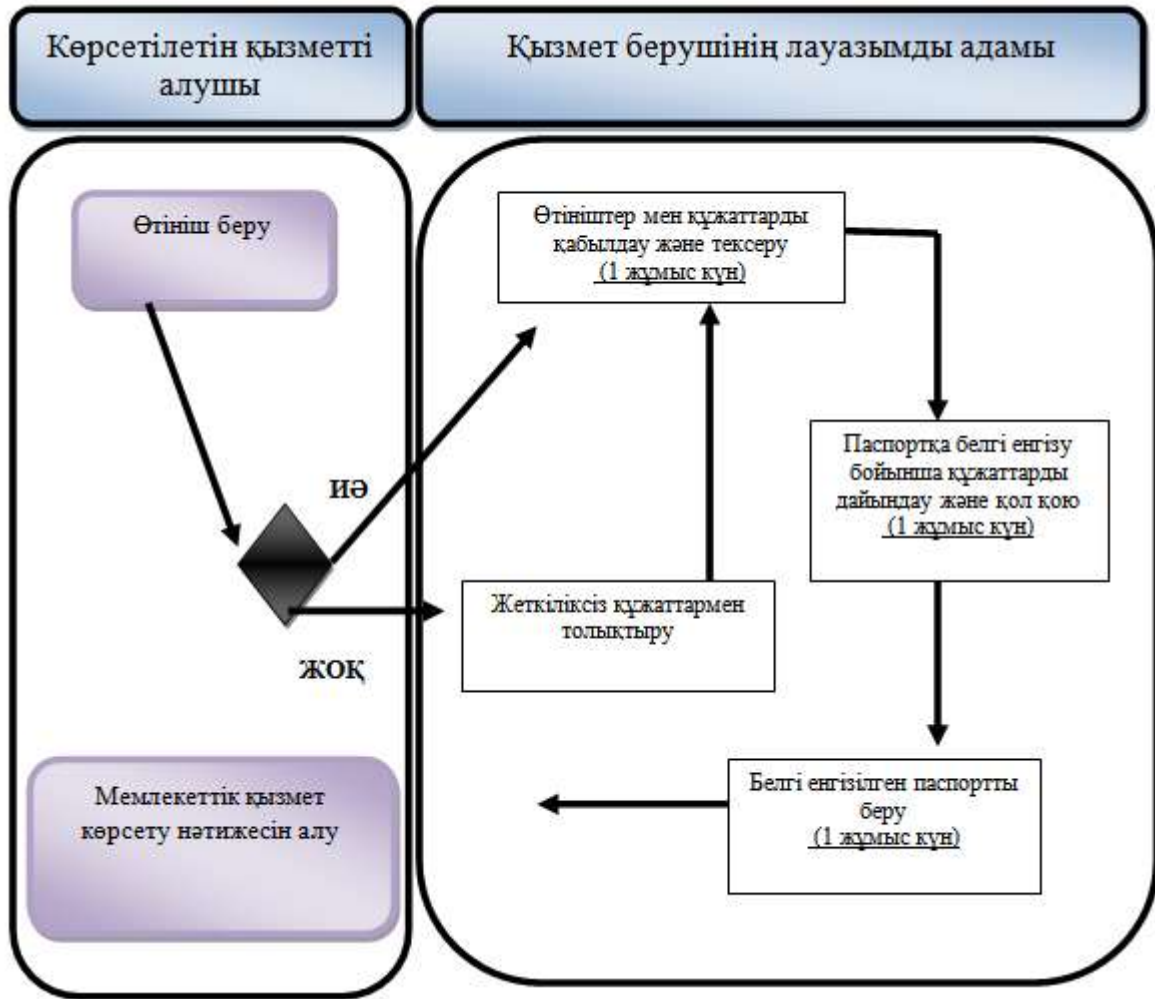 Көрсетілетін қызметті
алушы
Қызмет берушінің лауазымды адамы
Өтініш беру
Өтініштер мен құжаттарды
қабылдау және тексеру
(1 жұмыс күн)
Паспортқа белгі енгізу
бойынша құжаттарды
дайындау және қол қою
(1 жұмыс күн)
ИӘ
Жеткіліксіз құжаттармен
толықтыру
ЖОҚ
Мемлекеттік қызмет
көрсету нәтижесін алу
Белгі енгізілген паспортты
беру
(1 жұмыс күн)